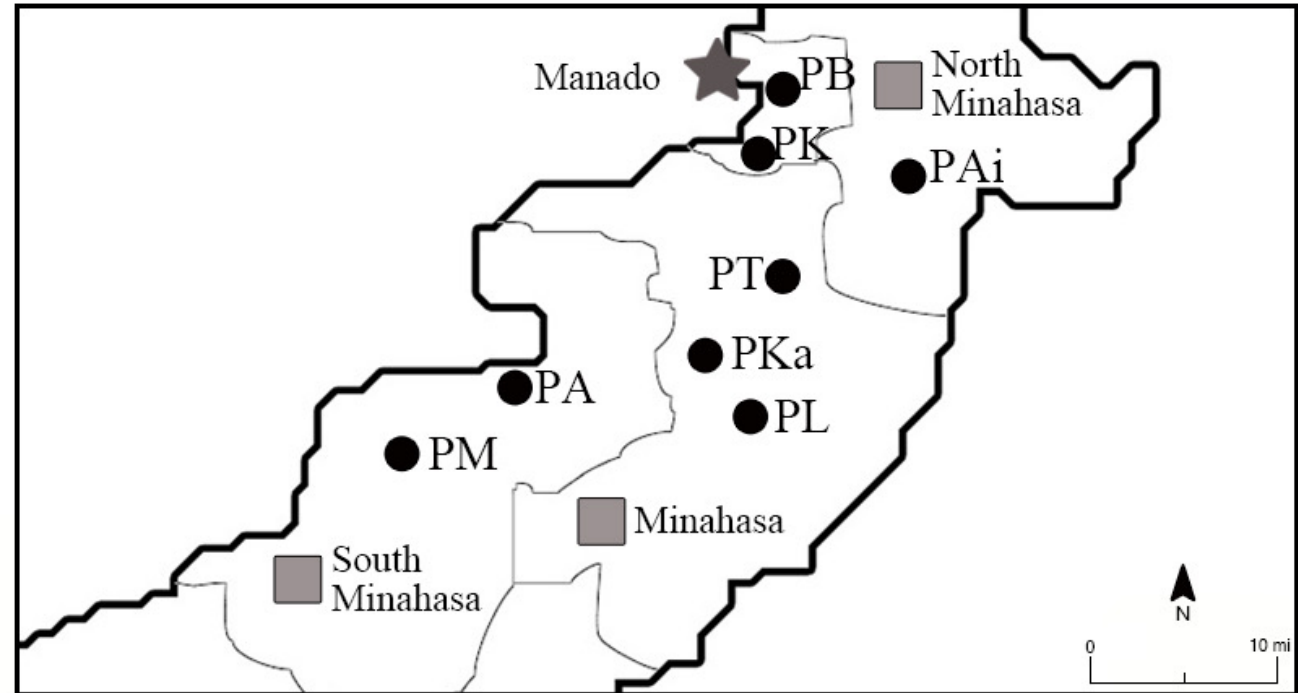 Manado
PB
North
Minahasa
PK
PAi
PT
PKa
PA
PL
PM
Minahasa
South
Minahasa
N
0 10 mi